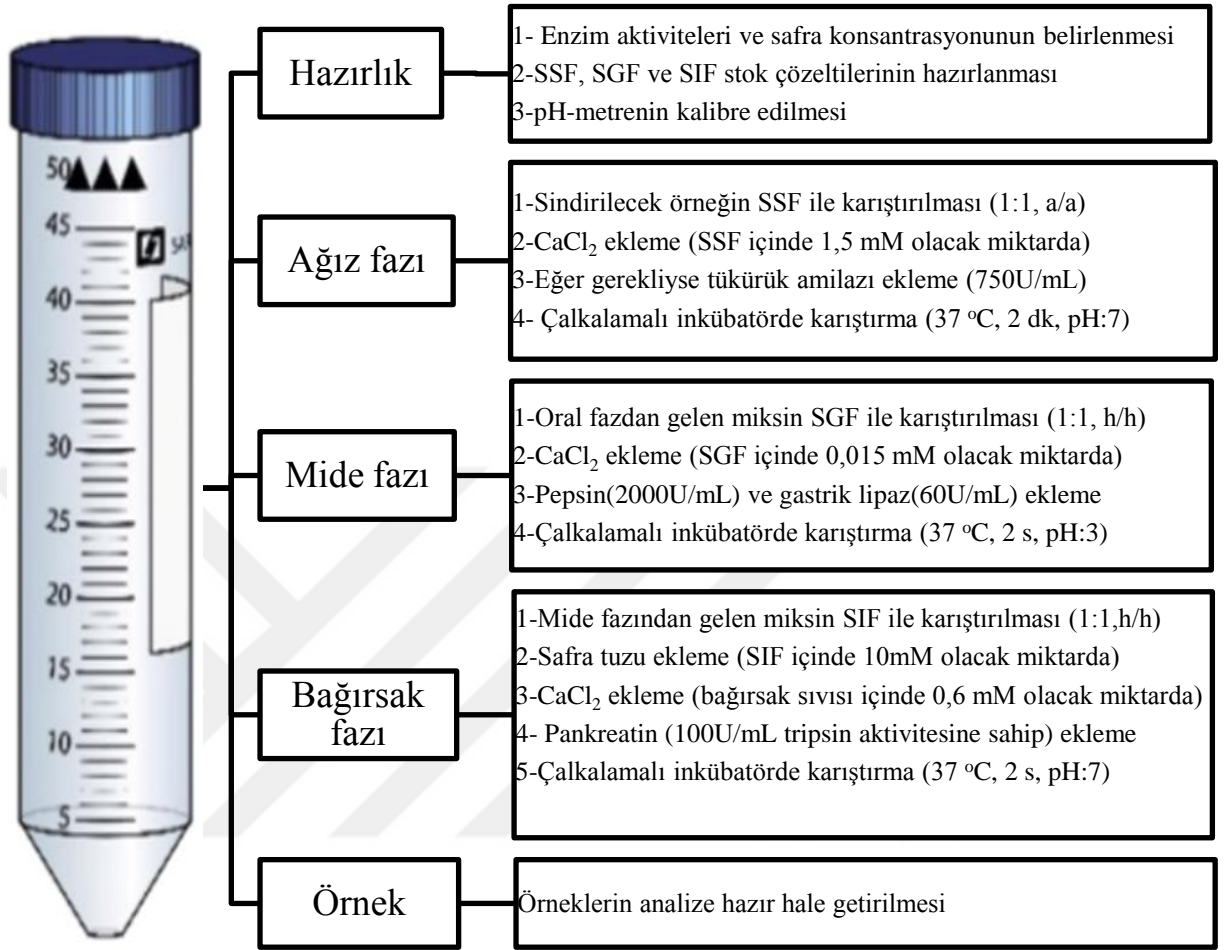 Hazırlık
1- Enzim aktiviteleri ve safra konsantrasyonunun belirlenmesi
2-SSF, SGF ve SIF stok çözeltilerinin hazırlanması
3-pH-metrenin kalibre edilmesi
Ağız fazı
1-Sindirilecek örneğin SSF ile karıştırılması (1:1, a/a)
2-CaCl₂ ekleme (SSF içinde 1,5 mM olacak miktarda)
3-Eğer gerekliyse tükürük amilazı ekleme (750U/mL)
4- Çalkalamalı inkübatörde karıştırma (37 °C, 2 dk, pH:7)
Mide fazı
1-Oral fazdan gelen miksin SGF ile karıştırılması (1:1, h/h)
2-CaCl₂ ekleme (SGF içinde 0,015 mM olacak miktarda)
3-Pepsin(2000U/mL) ve gastrik lipaz(60U/mL) ekleme
4-Çalkalamalı inkübatörde karıştırma (37 °C, 2 s, pH:3)
Bağırsak
fazı
1-Mide fazından gelen miksin SIF ile karıştırılması (1:1,h/h)
2-Safra tuzu ekleme (SIF içinde 10mM olacak miktarda)
3-CaCl₂ ekleme (bağırsak sıvısı içinde 0,6 mM olacak miktarda)
4- Pankreatin (100U/mL tripsin aktivitesine sahip) ekleme
5-Çalkalamalı inkübatörde karıştırma (37 °C, 2 s, pH:7)
Örnek
Örneklerin analize hazır hale getirilmesi
50
45
40
35
30
25
20
15
10
5